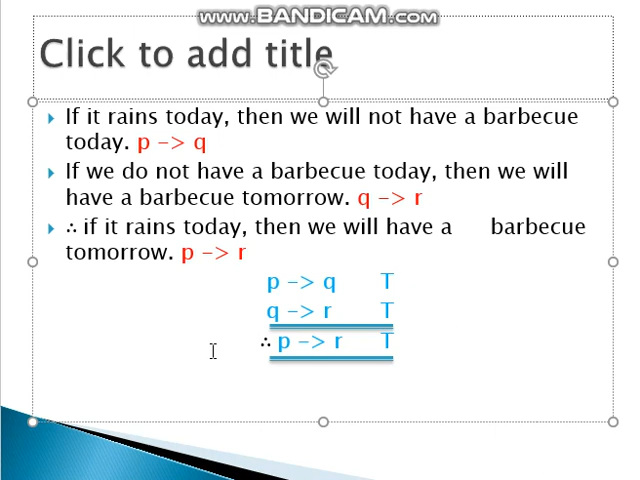 www.BANDICAM.com
Click to add title
If it rains today, then we will not have a barbecue
today. p -> q
If we do not have a barbecue today, then we will
have a barbecue tomorrow. q -> r
∴ if it rains today, then we will have a barbecue
tomorrow. p -> r
p -> q T
q -> r T
∴ p -> r T